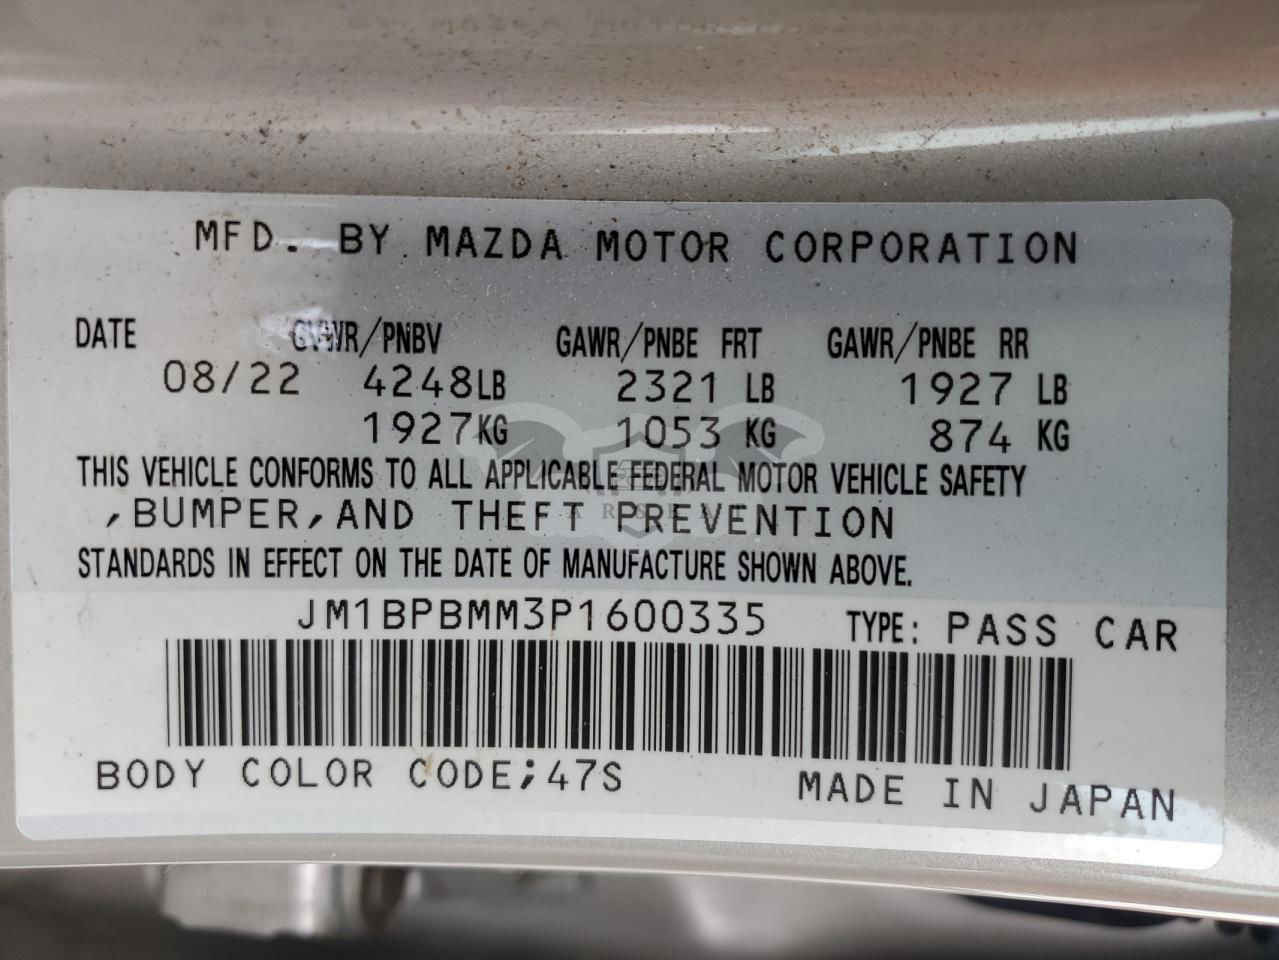 MFD. BY MAZDA MOTOR CORPORATION
DATE GVWR/PNBV GAWR/PNBE FRT GAWR/PNBE RR
08/22 4248LB 2321 LB 1927 LB
1927KG 1053 KG 874 KG
THIS VEHICLE CONFORMS TO ALL APPLICABLE FEDERAL MOTOR VEHICLE SAFETY
,BUMPER,AND THEFT PREVENTION
STANDARDS IN EFFECT ON THE DATE OF MANUFACTURE SHOWN ABOVE.
JM1BPBMM3P1600335 TYPE: PASS CAR
BODY COLOR CODE;47S MADE IN JAPAN